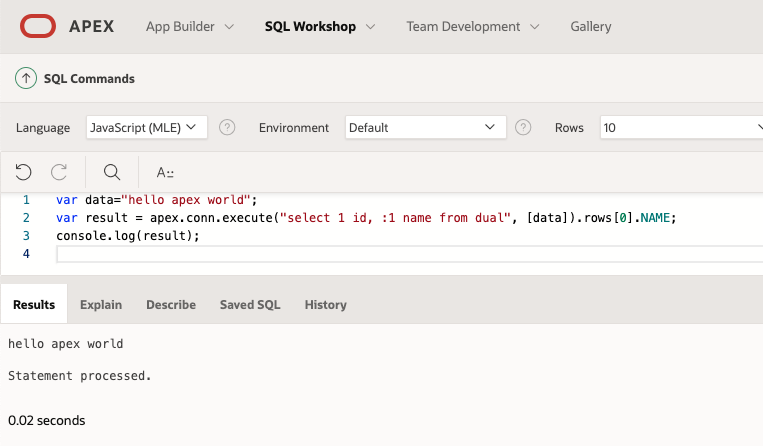 APEX App Builder SQL Workshop Team Development Gallery
SQL Commands
Language JavaScript (MLE) ? Environment Default ? Rows 10
A::
1 var data="hello apex world";
2 var result = apex.conn.execute("select 1 id, :1 name from dual", [data]).rows[0].NAME;
3 console.log(result);
4
Results Explain Describe Saved SQL History
hello apex world
Statement processed.
0.02 seconds